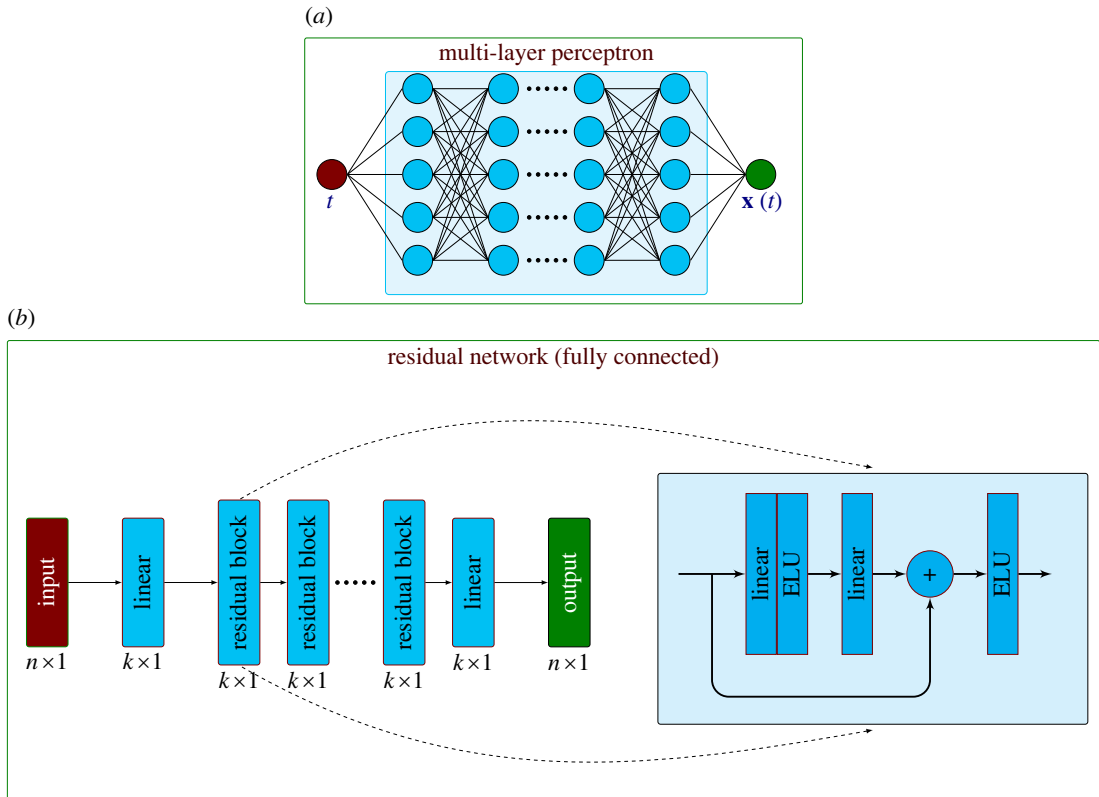 (a)
multi-layer perceptron
t
x (t)
(b)
residual network (fully connected)
input
linear
residual block
residual block
residual block
linear
output
n × 1
k × 1
k × 1
k × 1
k × 1
k × 1
n × 1
linear
ELU
linear
+
ELU